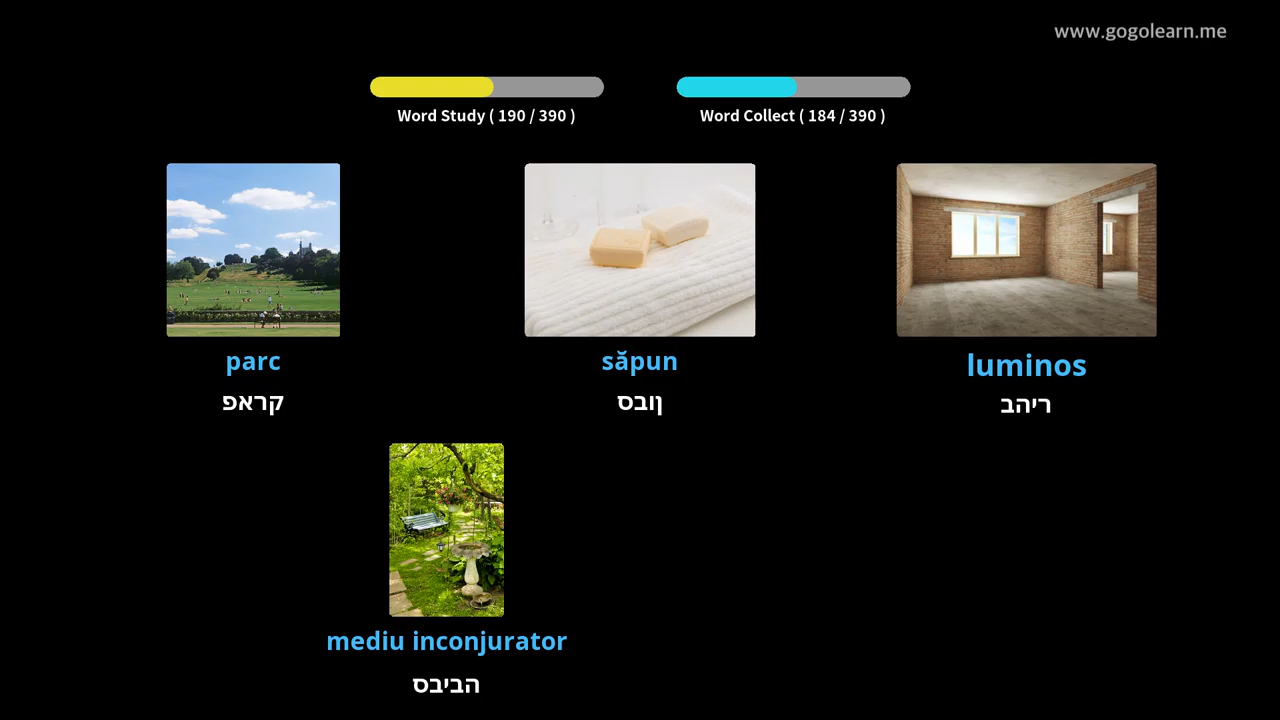 www.gogolearn.me
Word Study ( 190 / 390 )
Word Collect ( 184 / 390 )
parc
פארק
săpun
סבון
luminos
בהיר
mediu inconjurator
סביבה